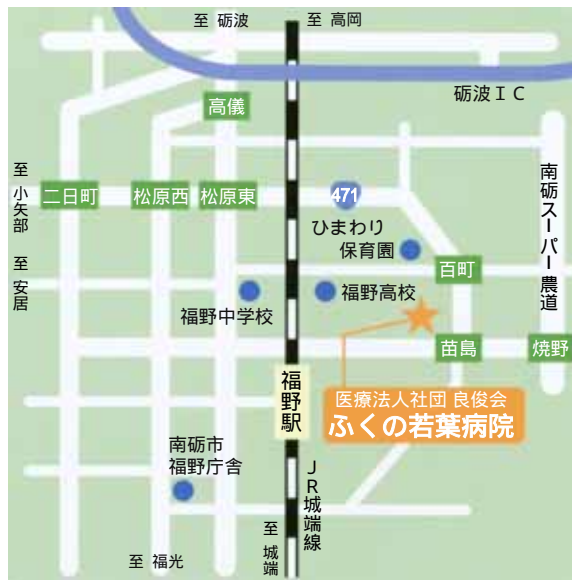 至 砺波
至 高岡
砺波IC
高儀
至 小矢部
二日町
松原西
松原東
471
南砺スーパー農道
ひまわり
保育園
至 安居
百町
福野中学校
福野高校
苗島
焼野
福野駅
医療法人社団 良俊会
ふくの若葉病院
南砺市
福野庁舎
JR城端線
至 福光
至 城端